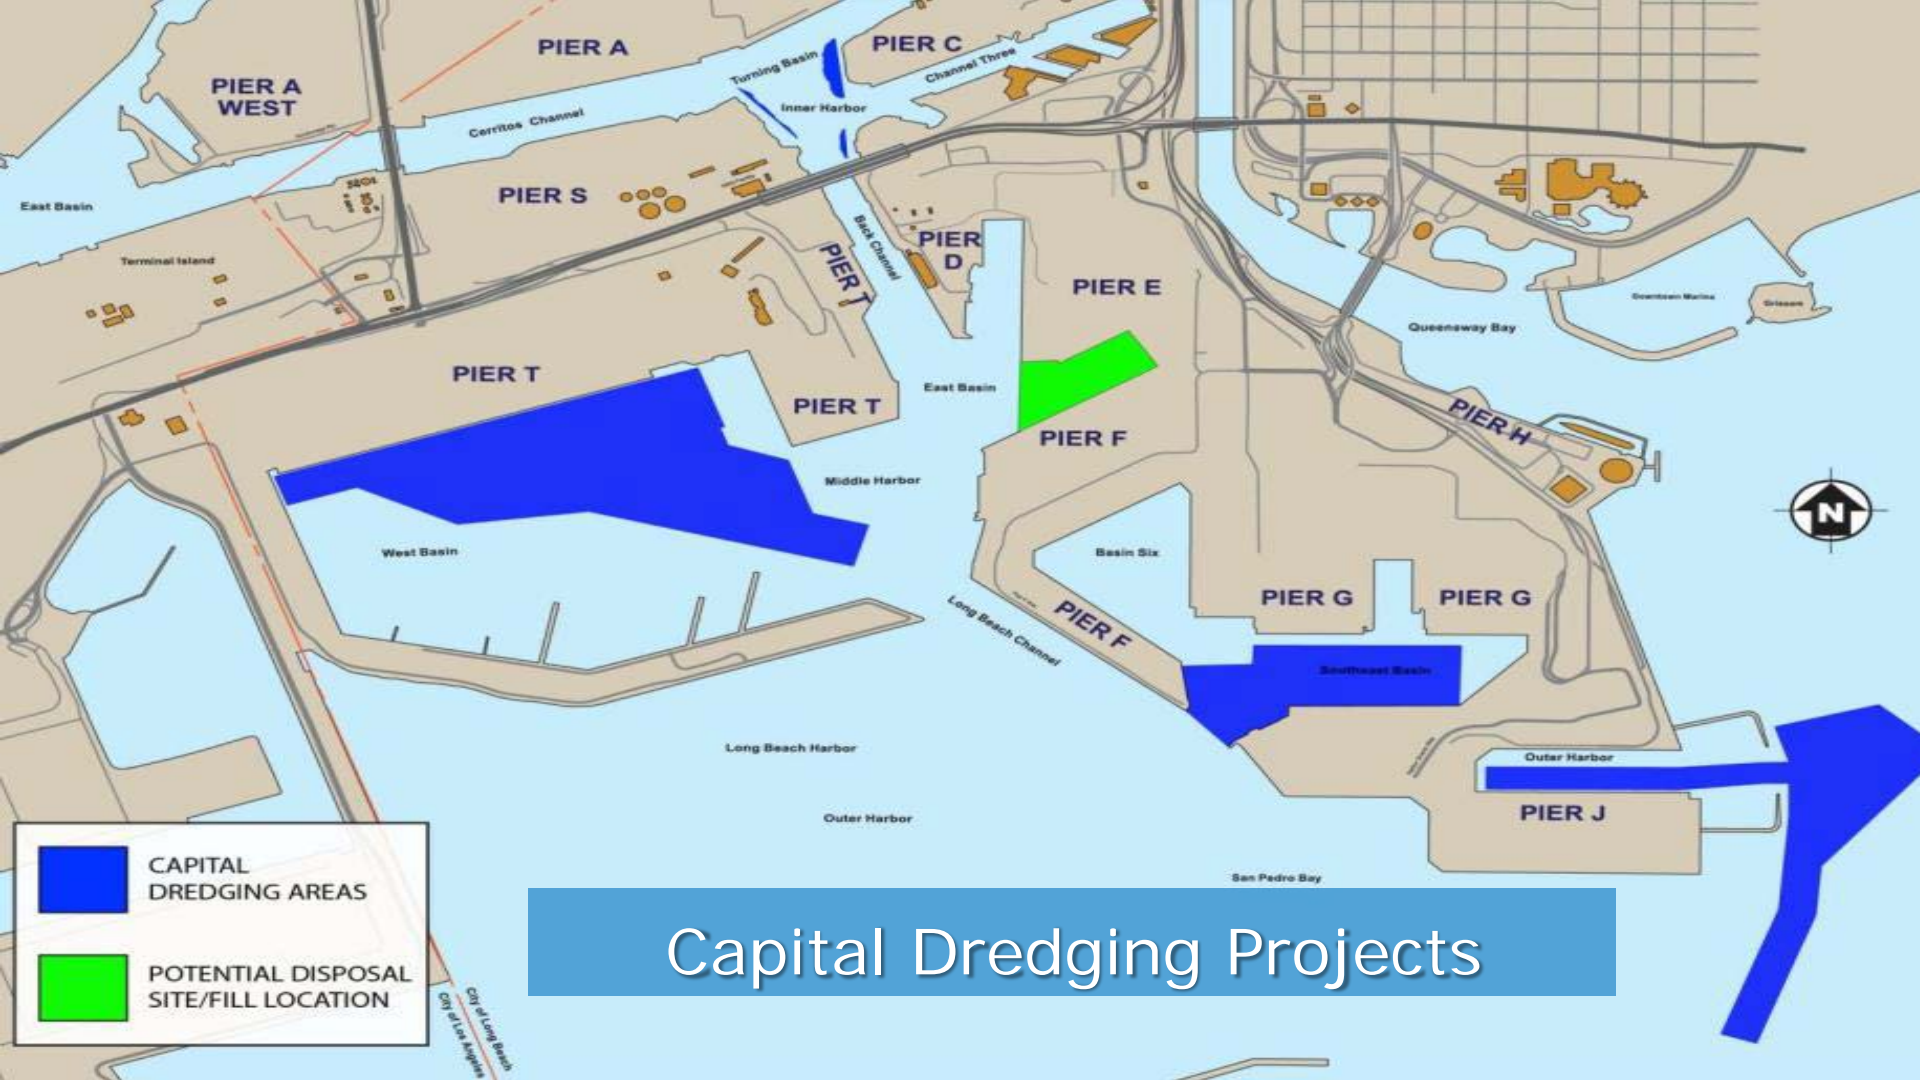 PIER A
PIER C
Turning Basin
Channel Three
PIER A
WEST
Inner Harbor
Cerritos Channel
PIER S
East Basin
Back Channel
PIER
D
Terminal Island
PIER T
PIER E
Downtown Marina
Grissom
Queensway Bay
PIER T
East Basin
PIER T
PIER H
PIER F
Middle Harbor
N
West Basin
Basin Six
PIER G
PIER G
Long Beach Channel
PIER F
Southeast Basin
Long Beach Harbor
Outer Harbor
PIER J
Outer Harbor
San Pedro Bay
CAPITAL
DREDGING AREAS
POTENTIAL DISPOSAL
SITE/FILL LOCATION
City of Long Beach
City of Los Angeles
Capital Dredging Projects